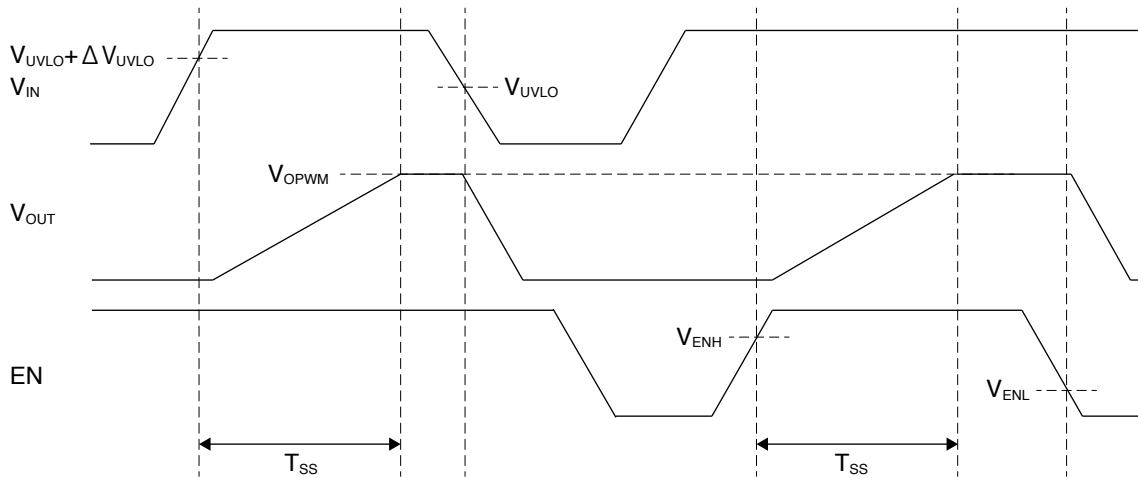 VUVLO+ΔVUVLO
VIN
VUVLO
VOPWM
VOUT
VENH
EN
VENL
TSS
TSS